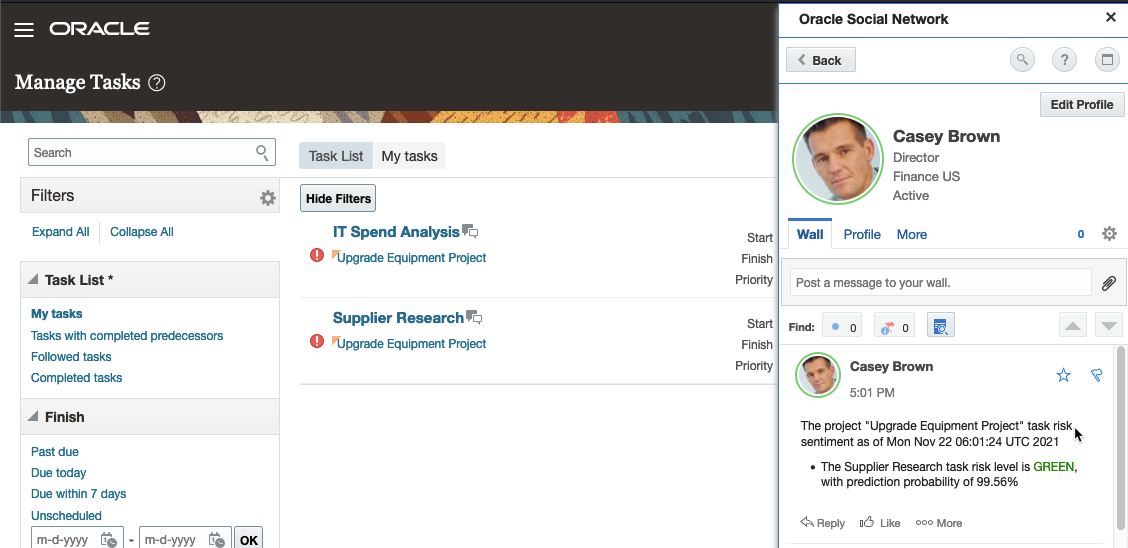 ORACLE
Manage Tasks ?
Search
Filters
Expand All Collapse All
Task List *
My tasks
Tasks with completed predecessors
Followed tasks
Completed tasks
Finish
Past due
Due today
Due within 7 days
Unscheduled
m-d-yyyy - m-d-yyyy OK
Task List My tasks
Hide Filters
IT Spend Analysis
Upgrade Equipment Project
Start
Finish
Priority
Supplier Research
Upgrade Equipment Project
Start
Finish
Priority
Oracle Social Network
Back ?
Edit Profile
Casey Brown
Director
Finance US
Active
Wall Profile More 0
Post a message to your wall.
Find: 0 0
Casey Brown
5:01 PM
The project "Upgrade Equipment Project" task risk
sentiment as of Mon Nov 22 06:01:24 UTC 2021
• The Supplier Research task risk level is GREEN,
with prediction probability of 99.56%
Reply Like More